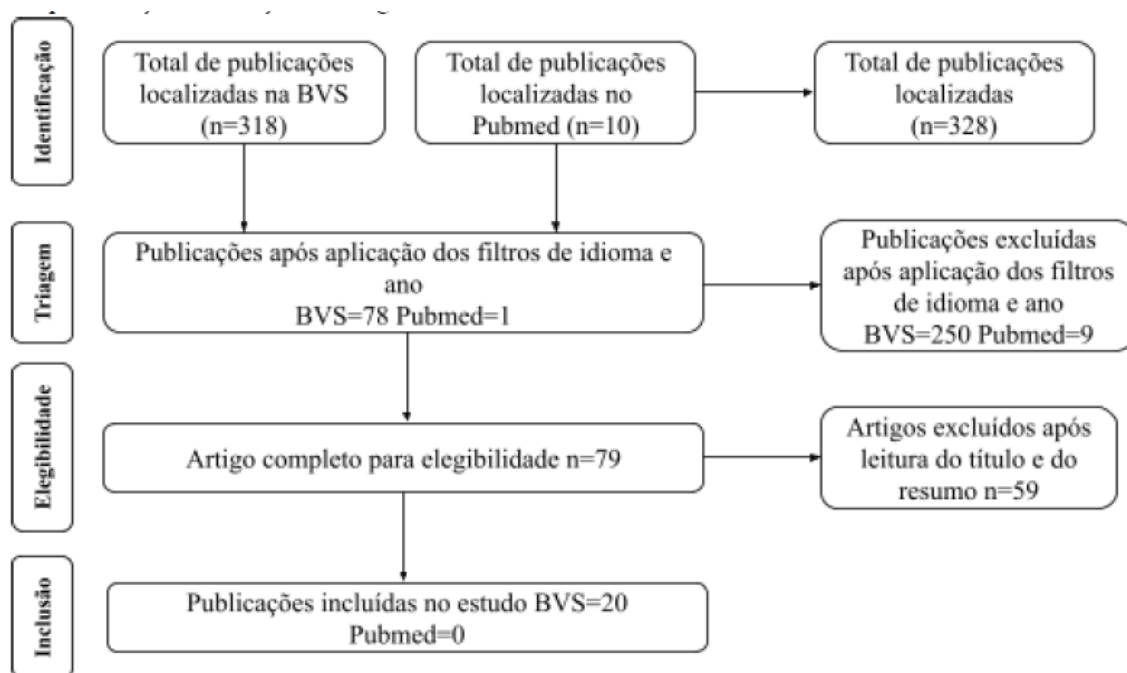 Identificação
Total de publicações
localizadas na BVS
(n=318)
Total de publicações
localizadas no
Pubmed (n=10)
Total de publicações
localizadas
(n=328)
Triagem
Publicações após aplicação dos filtros de idioma e
ano
BVS=78 Pubmed=1
Publicações excluídas
após aplicação dos filtros
de idioma e ano
BVS=250 Pubmed=9
Elegibilidade
Artigo completo para elegibilidade n=79
Artigos excluídos após
leitura do título e do
resumo n=59
Inclusão
Publicações incluídas no estudo BVS=20
Pubmed=0